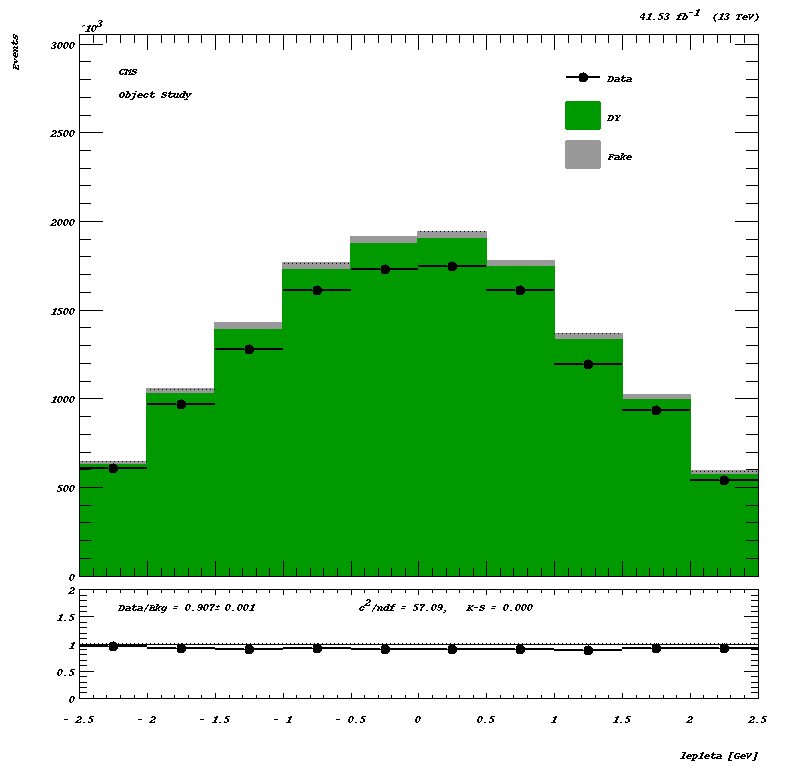 41.53 fb⁻¹ (13 TeV)
×10³
Events
CMS
Object Study
Data
DY
Fake
3000
2500
2000
1500
1000
500
0
Data/Bkg = 0.907± 0.001
c²/ndf = 57.09, K-S = 0.000
2
1.5
1
0.5
0
- 2.5 - 2 - 1.5 - 1 - 0.5 0 0.5 1 1.5 2 2.5
lep1eta [GeV]